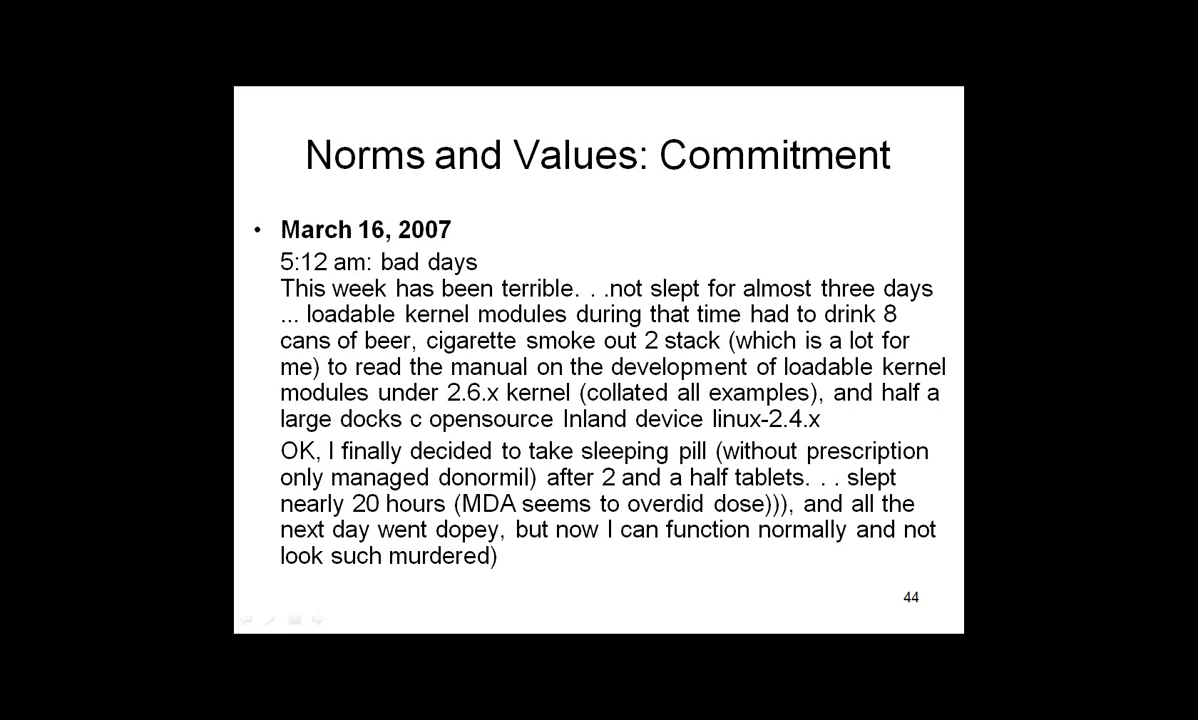 Norms and Values: Commitment
• March 16, 2007
5:12 am: bad days
This week has been terrible. . .not slept for almost three days
... loadable kernel modules during that time had to drink 8
cans of beer, cigarette smoke out 2 stack (which is a lot for
me) to read the manual on the development of loadable kernel
modules under 2.6.x kernel (collated all examples), and half a
large docks c opensource Inland device linux-2.4.x
OK, I finally decided to take sleeping pill (without prescription
only managed donormil) after 2 and a half tablets. . . slept
nearly 20 hours (MDA seems to overdid dose))), and all the
next day went dopey, but now I can function normally and not
look such murdered)
44